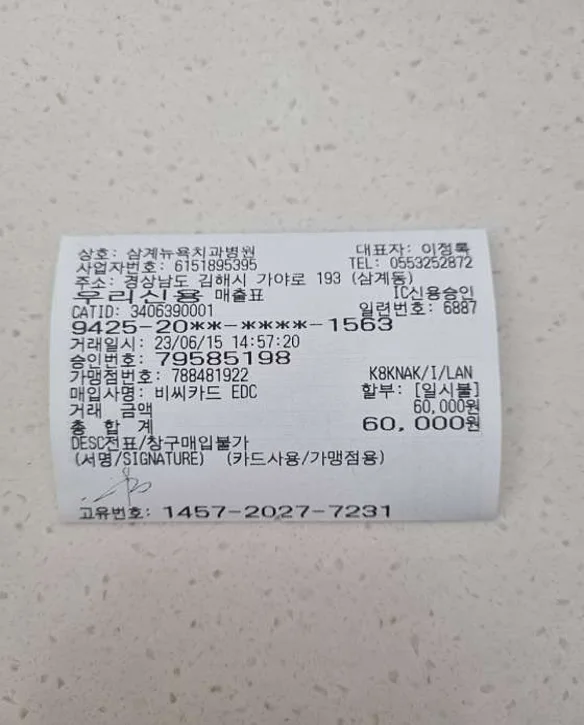 상호: 삼계뉴욕치과병원 대표자: 이정록
사업자번호: 6151895395 TEL: 0553252872
주소: 경상남도 김해시 가야로 193 (삼계동)
우리신용 매출표 IC신용승인
CATID: 3406390001 일련번호: 6887
9425-20**-****-1563
거래일시: 23/06/15 14:57:20
승인번호: 79585198
가맹점번호: 788481922 K8KNAK/I/LAN
매입사명: 비씨카드 EDC 할부: [일시불]
거래 금액 60,000원
총 합 계 60,000원
DESC전표/창구매입불가
(서명/SIGNATURE) (카드사용/가맹점용)
고유번호: 1457-2027-7231